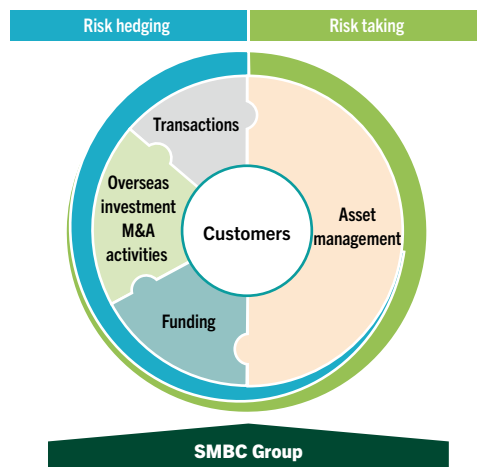 Risk hedging
Risk taking
Transactions
Overseas
investment
M&A
activities
Customers
Asset
management
Funding
SMBC Group